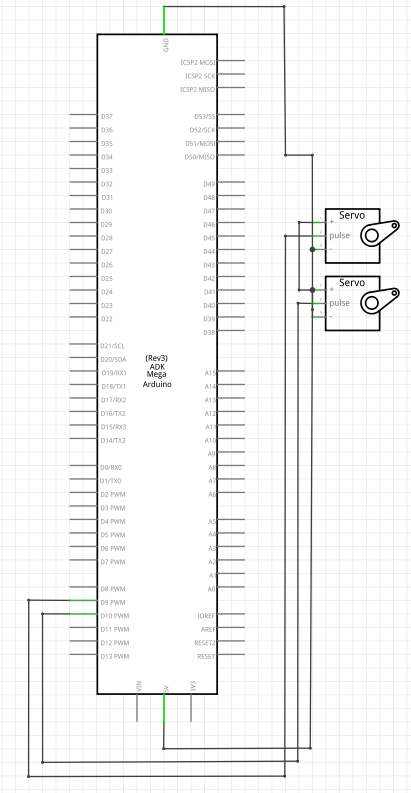 GND
ICSP2 MOSI
ICSP2 SCK
ICSP2 MISO
D37
D53/SS
D36
D52/SCK
D35
D51/MOSI
D34
D50/MISO
D33
D32
D49
D31
D48
D30
D47
D29
D46
D28
D45
D27
D44
D26
D43
D25
D42
D24
D41
D23
D40
D22
D39
D38
Servo
+
pulse
-
Servo
+
pulse
-
D21/SCL
D20/SDA
(Rev3)
ADK
Mega
Arduino
D19/RX1
A15
D18/TX1
A14
D17/RX2
A13
D16/TX2
A12
D15/RX3
A11
D14/TX3
A10
A9
D0/RX0
A8
D1/TX0
A7
D2 PWM
A6
D3 PWM
D4 PWM
A5
D5 PWM
A4
D6 PWM
A3
D7 PWM
A2
A1
D8 PWM
A0
D9 PWM
D10 PWM
IOREF
D11 PWM
AREF
D12 PWM
RESET2
D13 PWM
RESET
VIN
5V
3V3